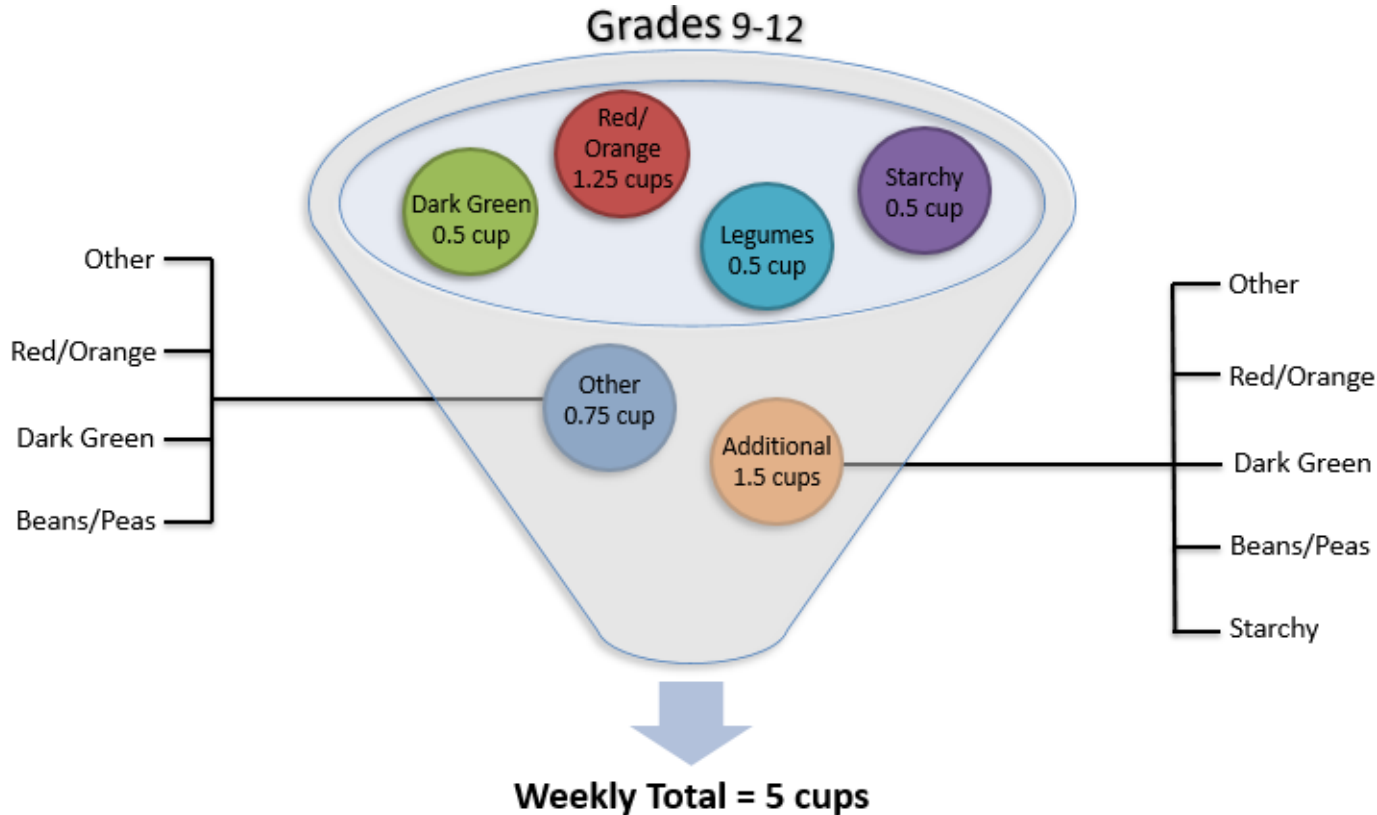 Grades 9-12
Red/
Orange
1.25 cups
Dark Green
0.5 cup
Legumes
0.5 cup
Starchy
0.5 cup
Other
Red/Orange
Dark Green
Beans/Peas
Other
0.75 cup
Additional
1.5 cups
Other
Red/Orange
Dark Green
Beans/Peas
Starchy
Weekly Total = 5 cups